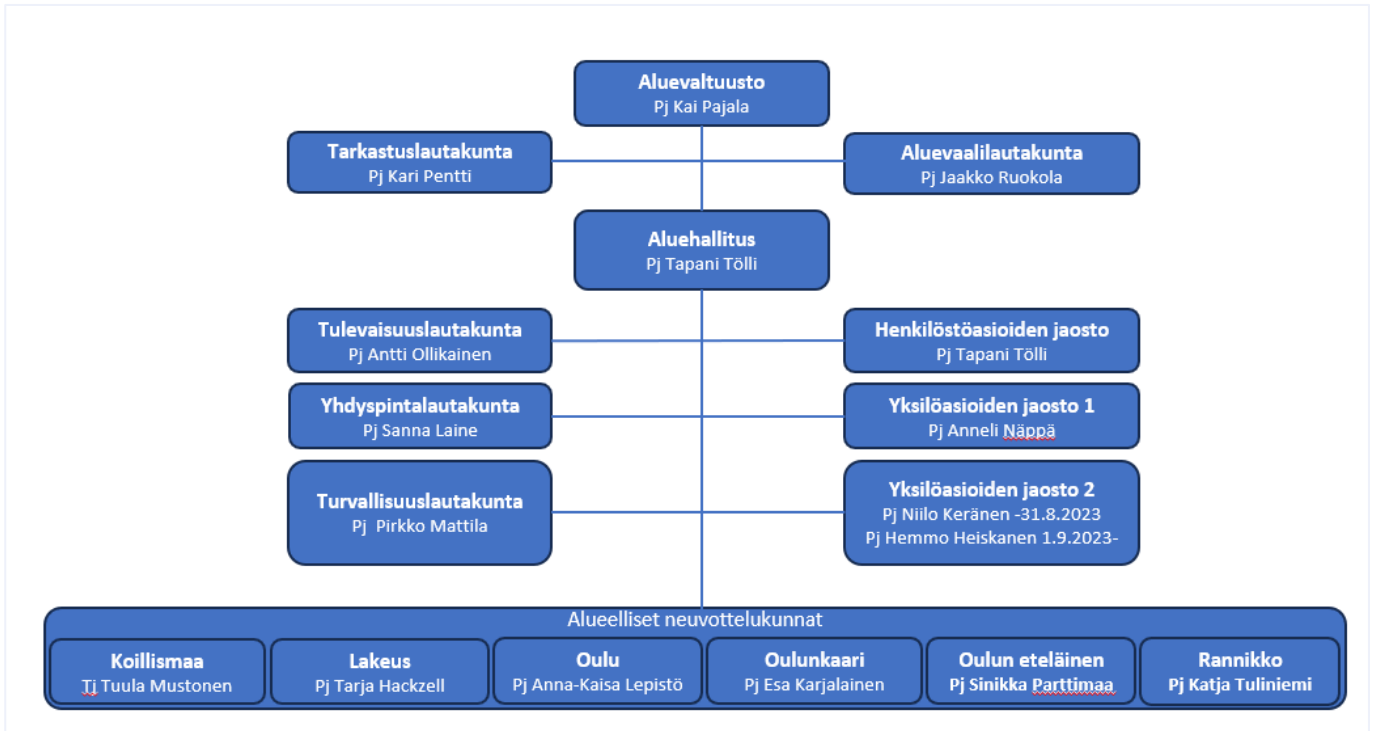 Aluevaltuusto
Pj Kai Pajala
Tarkastuslautakunta
Pj Kari Pentti
Aluevaalilautakunta
Pj Jaakko Ruokola
Aluehallitus
Pj Tapani Tölli
Tulevaisuuslautakunta
Pj Antti Ollikainen
Henkilöstöasioiden jaosto
Pj Tapani Tölli
Yhdyspintalautakunta
Pj Sanna Laine
Yksilöasioiden jaosto 1
Pj Anneli Näppä
Turvallisuuslautakunta
Pj Pirkko Mattila
Yksilöasioiden jaosto 2
Pj Niilo Keränen -31.8.2023
Pj Hemmo Heiskanen 1.9.2023-
Alueelliset neuvottelukunnat
Koillismaa
Tj Tuula Mustonen
Lakeus
Pj Tarja Hackzell
Oulu
Pj Anna-Kaisa Lepistö
Oulunkaari
Pj Esa Karjalainen
Oulun eteläinen
Pj Sinikka Parttimaa
Rannikko
Pj Katja Tuliniemi